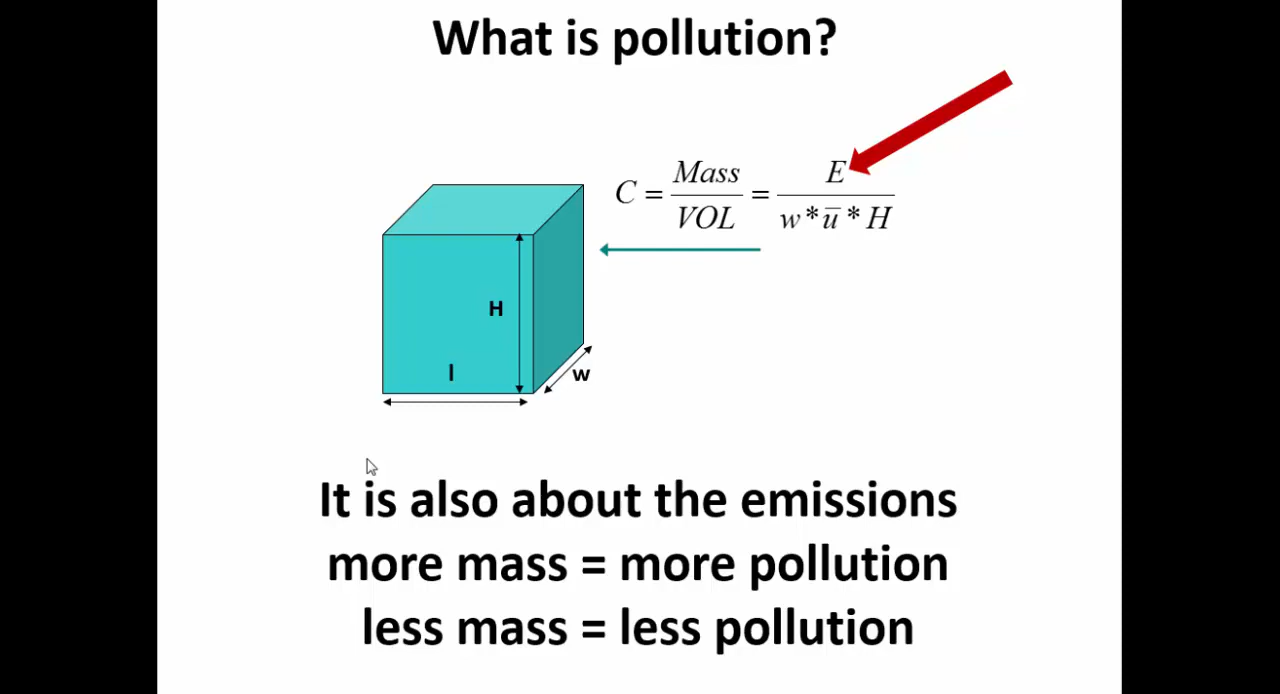 What is pollution?
C = Mass / VOL = E / w * u̅ * H
H
l
w
It is also about the emissions
more mass = more pollution
less mass = less pollution